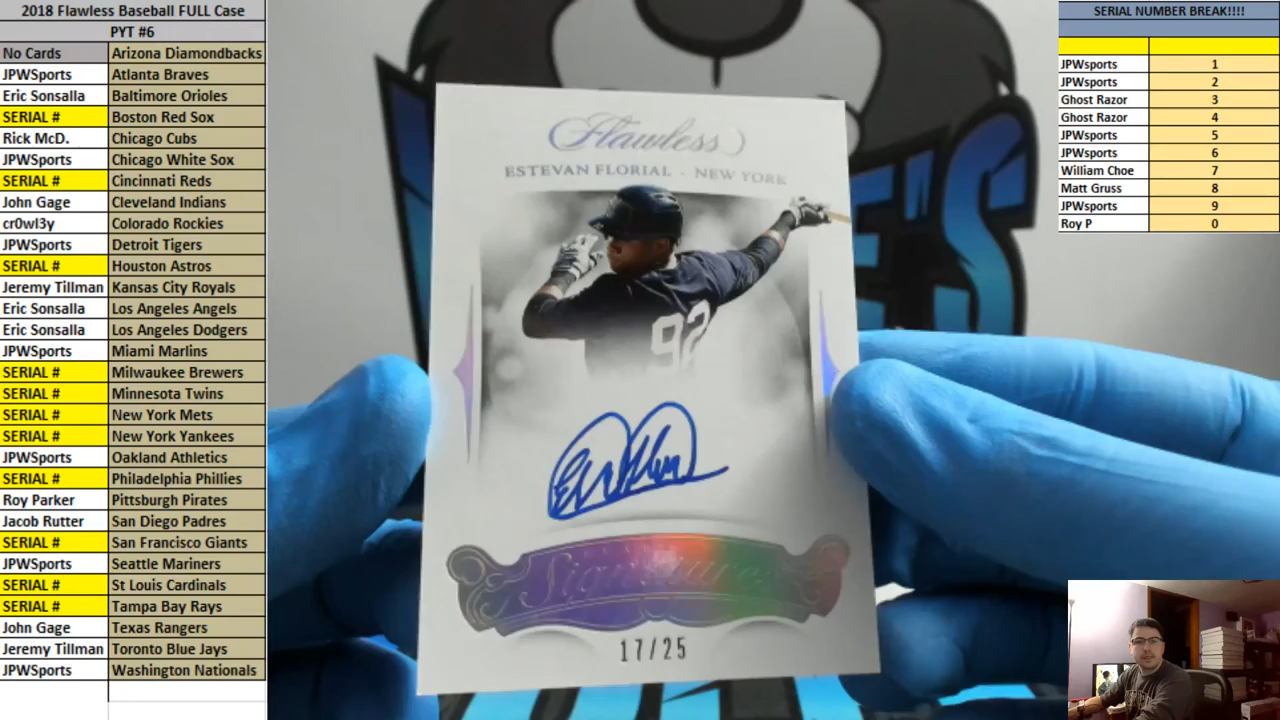 2018 Flawless Baseball FULL Case
PYT #6
No Cards Arizona Diamondbacks
JPWSports Atlanta Braves
Eric Sonsalla Baltimore Orioles
SERIAL # Boston Red Sox
Rick McD. Chicago Cubs
JPWSports Chicago White Sox
SERIAL # Cincinnati Reds
John Gage Cleveland Indians
cr0wl3y Colorado Rockies
JPWSports Detroit Tigers
SERIAL # Houston Astros
Jeremy Tillman Kansas City Royals
Eric Sonsalla Los Angeles Angels
Eric Sonsalla Los Angeles Dodgers
JPWSports Miami Marlins
SERIAL # Milwaukee Brewers
SERIAL # Minnesota Twins
SERIAL # New York Mets
SERIAL # New York Yankees
JPWSports Oakland Athletics
SERIAL # Philadelphia Phillies
Roy Parker Pittsburgh Pirates
Jacob Rutter San Diego Padres
SERIAL # San Francisco Giants
JPWSports Seattle Mariners
SERIAL # St Louis Cardinals
SERIAL # Tampa Bay Rays
John Gage Texas Rangers
Jeremy Tillman Toronto Blue Jays
JPWSports Washington Nationals
Flawless
ESTEVAN FLORIAL · NEW YORK
92
Signatures
17/25
SERIAL NUMBER BREAK!!!!
JPWsports 1
JPWsports 2
Ghost Razor 3
Ghost Razor 4
JPWsports 5
JPWsports 6
William Choe 7
Matt Gruss 8
JPWsports 9
Roy P 0